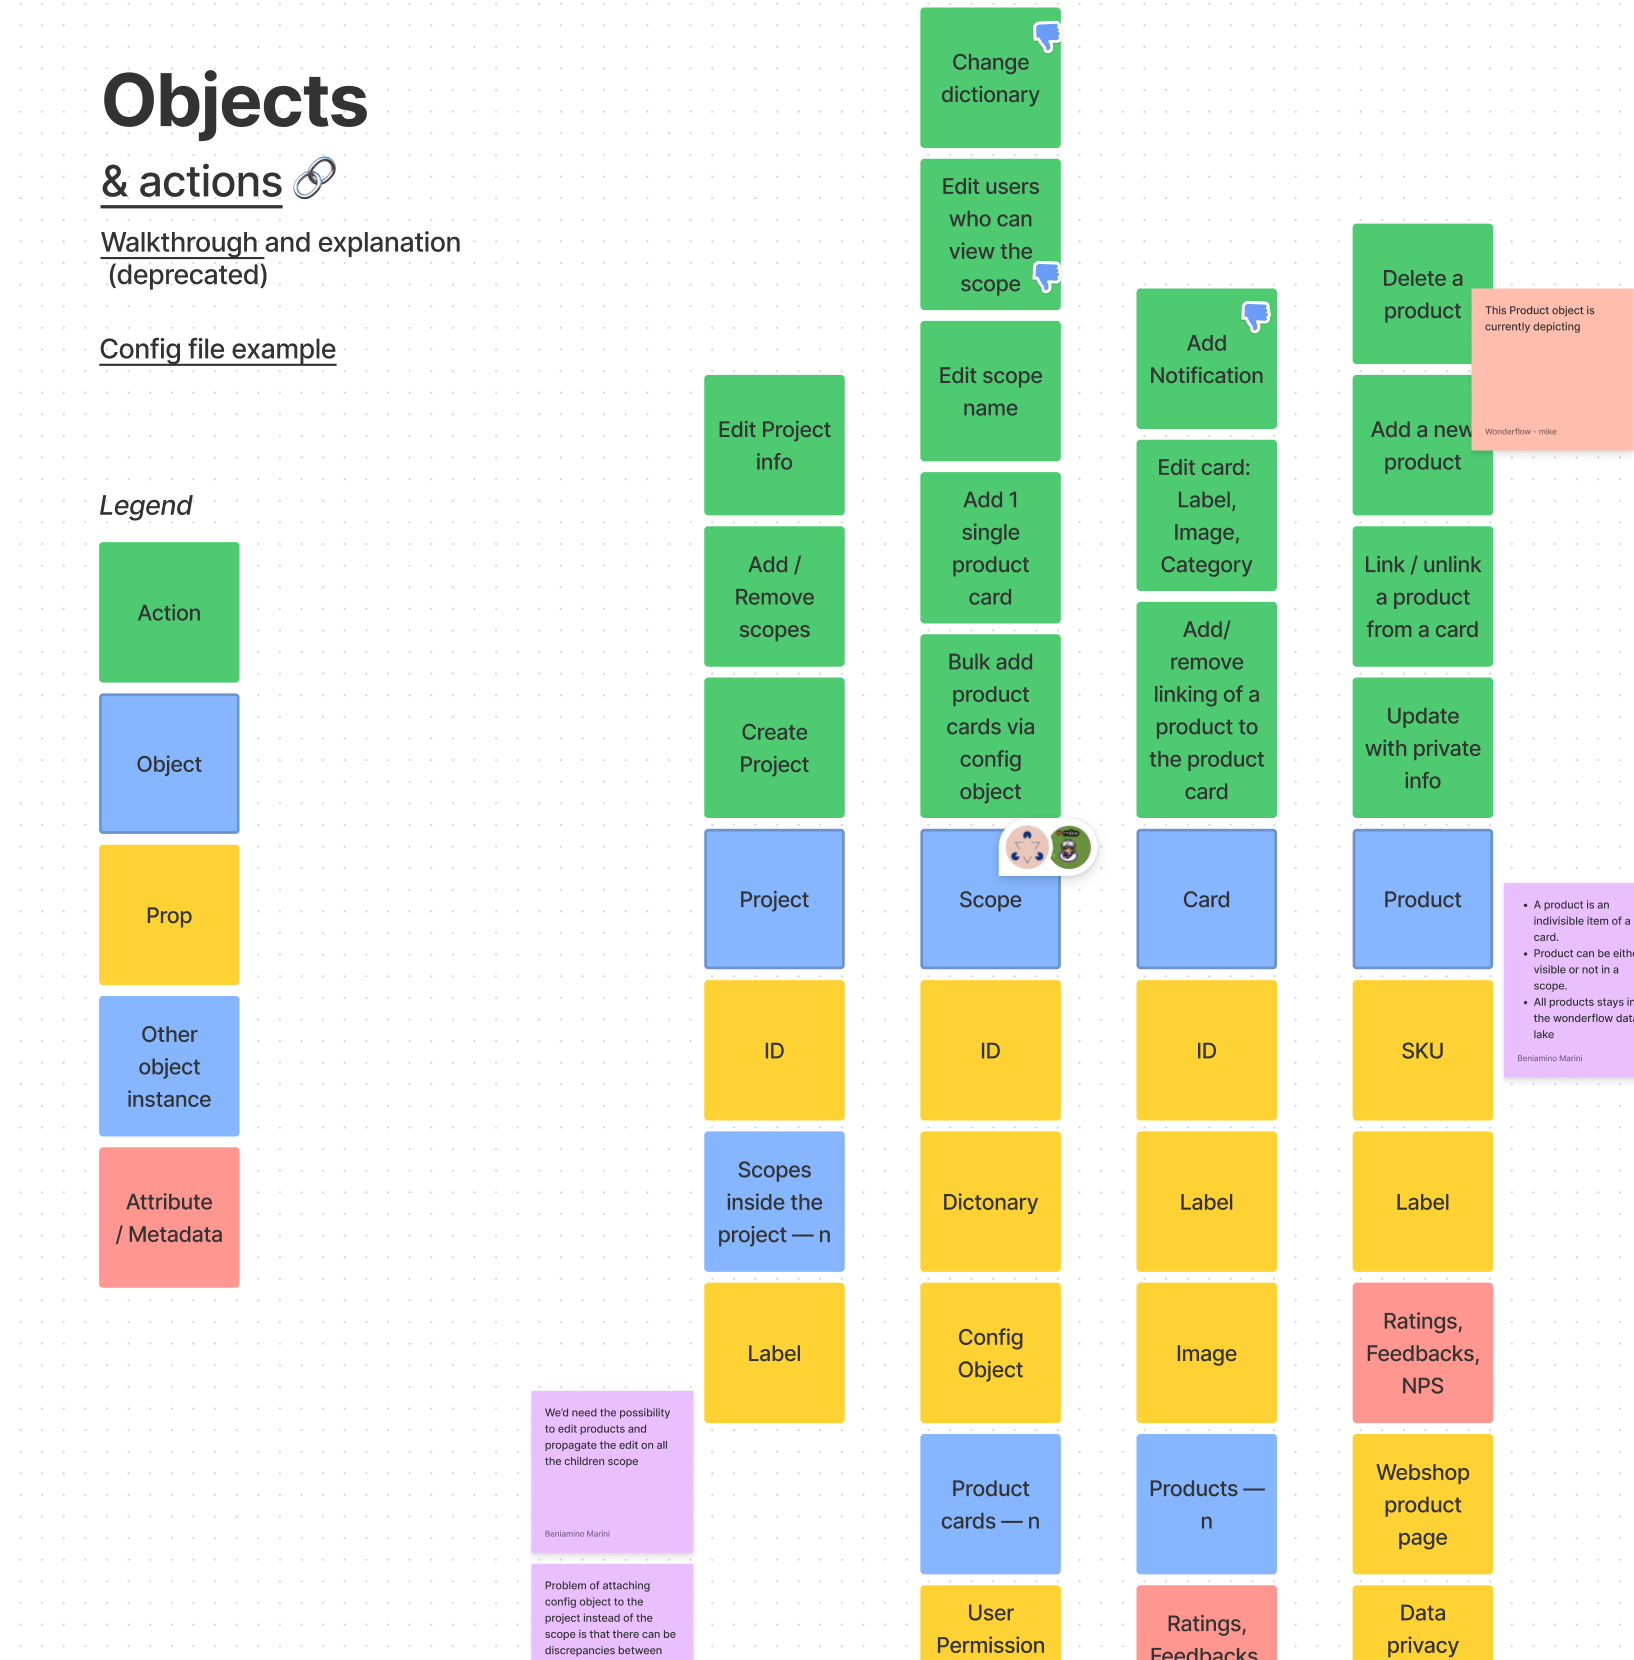 Objects
& actions
Walkthrough and explanation
(deprecated)
Config file example
Legend
Action
Object
Prop
Other
object
instance
Attribute
/ Metadata
Edit Project
info
Add /
Remove
scopes
Create
Project
Project
ID
Scopes
inside the
project — n
Label
We'd need the possibility
to edit products and
propagate the edit on all
the children scope
Beniamino Marini
Problem of attaching
config object to the
project instead of the
scope is that there can be
discrepancies between
Change
dictionary
Edit users
who can
view the
scope
Edit scope
name
Add 1
single
product
card
Bulk add
product
cards via
config
object
Scope
ID
Dictonary
Config
Object
Product
cards — n
User
Permission
Add
Notification
Edit card:
Label,
Image,
Category
Add/
remove
linking of a
product to
the product
card
Card
ID
Label
Image
Products —
n
Ratings,
Feedbacks
Delete a
product
Add a new
product
Link / unlink
a product
from a card
Update
with private
info
Product
SKU
Label
Ratings,
Feedbacks,
NPS
Webshop
product
page
Data
privacy
This Product object is
currently depicting
Wonderflow - mike
• A product is an
indivisible item of a
card.
• Product can be eithe
visible or not in a
scope.
• All products stays in
the wonderflow data
lake
Beniamino Marini